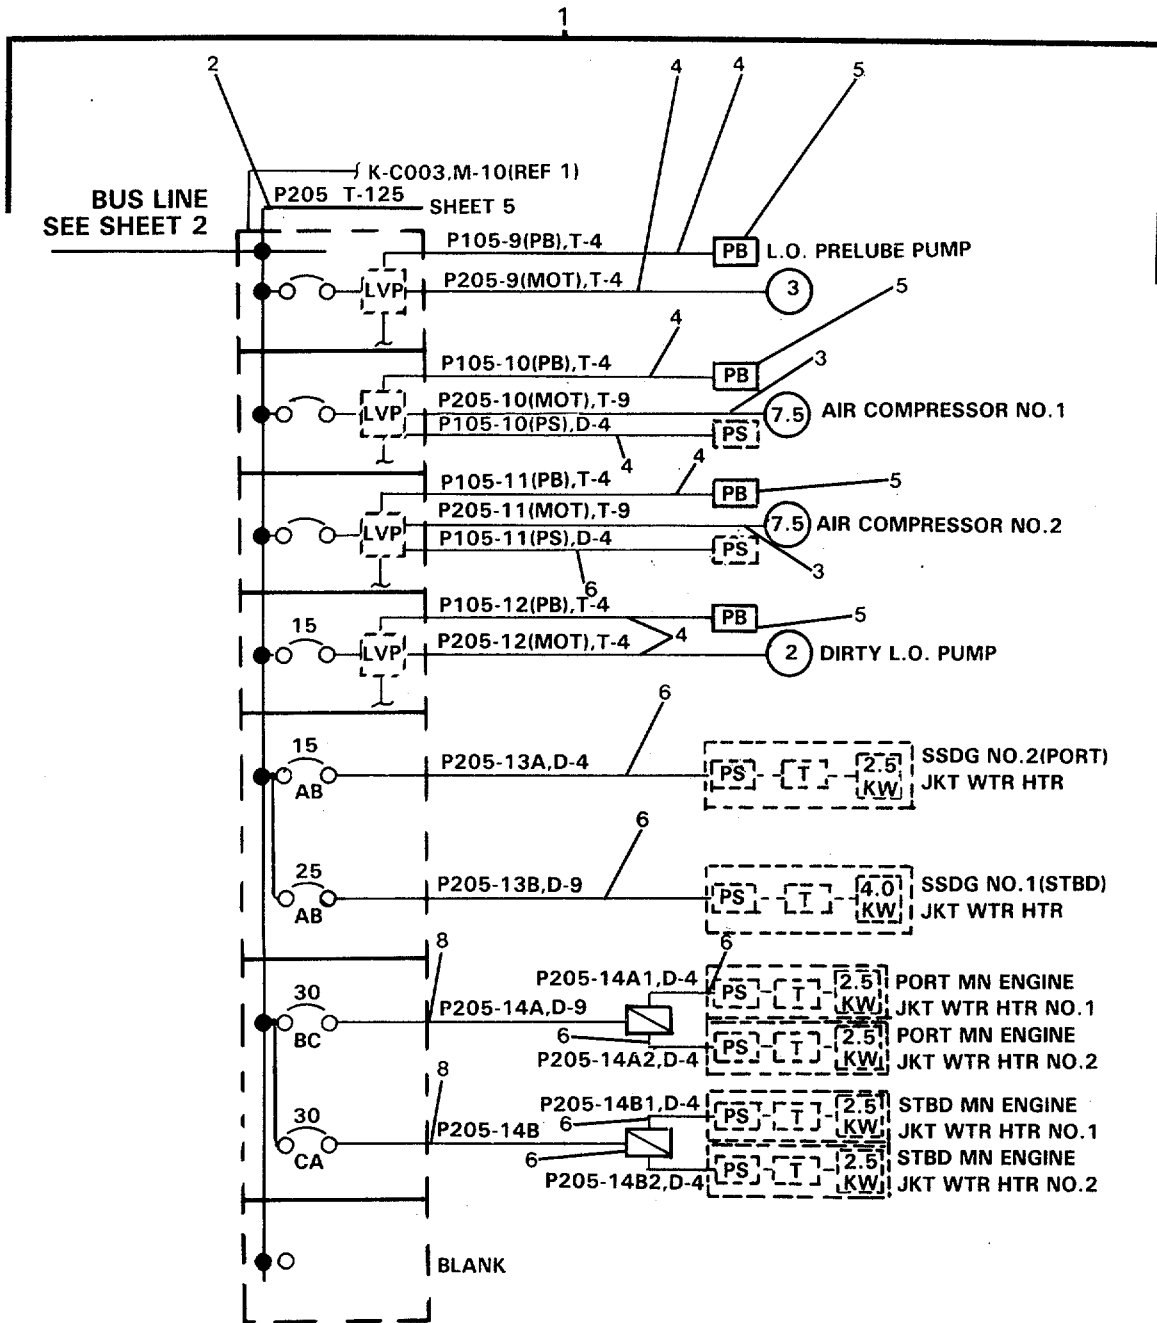 1
2
4
4
5
K-C003,M-10(REF 1)
P205 T-125
SHEET 5
BUS LINE
SEE SHEET 2
P105-9(PB),T-4
PB
L.O. PRELUBE PUMP
LVP
P205-9(MOT),T-4
3
5
4
3
P105-10(PB),T-4
PB
LVP
P205-10(MOT),T-9
7.5
AIR COMPRESSOR NO.1
P105-10(PS),D-4
PS
4
4
5
P105-11(PB),T-4
PB
LVP
P205-11(MOT),T-9
7.5
AIR COMPRESSOR NO.2
P105-11(PS),D-4
PS
6
3
P105-12(PB),T-4
PB
5
15
4
LVP
P205-12(MOT),T-4
2
DIRTY L.O. PUMP
6
15
AB
P205-13A,D-4
PS
T
2.5
KW
SSDG NO.2(PORT)
JKT WTR HTR
6
25
AB
P205-13B,D-9
PS
T
4.0
KW
SSDG NO.1(STBD)
JKT WTR HTR
8
6
30
BC
P205-14A,D-9
P205-14A1,D-4
PS
T
2.5
KW
PORT MN ENGINE
JKT WTR HTR NO.1
6
P205-14A2,D-4
PS
T
2.5
KW
PORT MN ENGINE
JKT WTR HTR NO.2
8
30
CA
P205-14B
P205-14B1,D-4
6
PS
T
2.5
KW
STBD MN ENGINE
JKT WTR HTR NO.1
6
P205-14B2,D-4
PS
T
2.5
KW
STBD MN ENGINE
JKT WTR HTR NO.2
BLANK